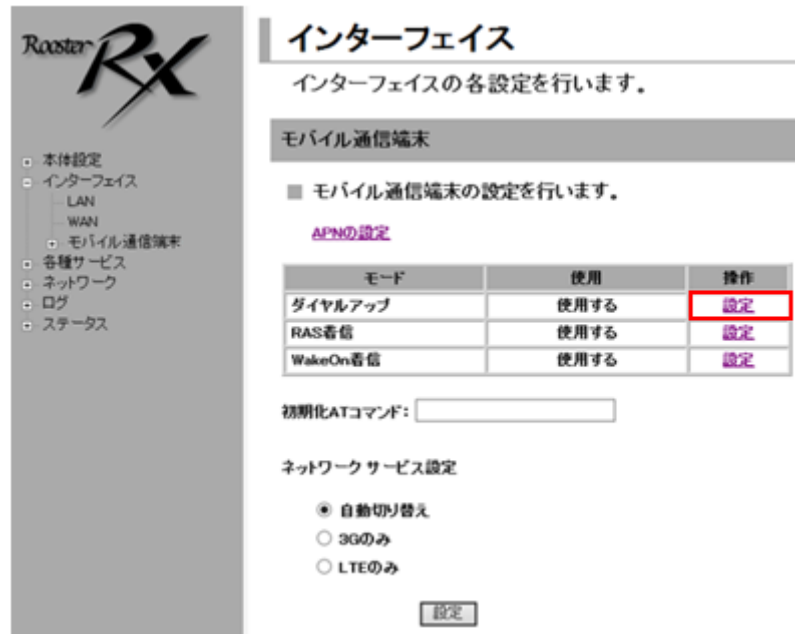 Rooster RX
本体設定
インターフェイス
LAN
WAN
モバイル通信端末
各種サービス
ネットワーク
ログ
ステータス
インターフェイス
インターフェイスの各設定を行います。
モバイル通信端末
モバイル通信端末の設定を行います。
APNの設定
モード 使用 操作
ダイヤルアップ 使用する 設定
RAS着信 使用する 設定
WakeOn着信 使用する 設定
初期化ATコマンド:
ネットワーク サービス設定
自動切り替え
3Gのみ
LTEのみ
設定